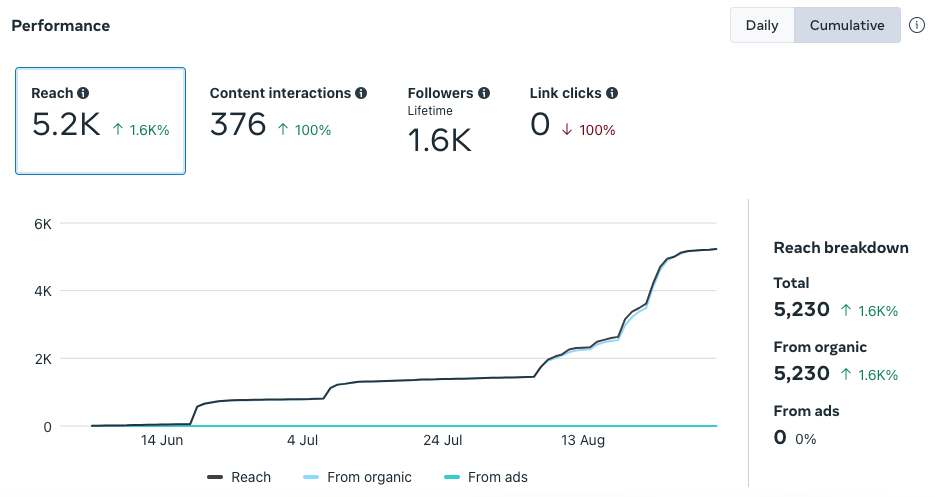 Performance
Daily
Cumulative
Reach
5.2K ↑ 1.6K%
Content interactions
376 ↑ 100%
Followers
Lifetime
1.6K
Link clicks
0 ↓ 100%
6K
4K
2K
0
14 Jun
4 Jul
24 Jul
13 Aug
Reach
From organic
From ads
Reach breakdown
Total
5,230 ↑ 1.6K%
From organic
5,230 ↑ 1.6K%
From ads
0 0%